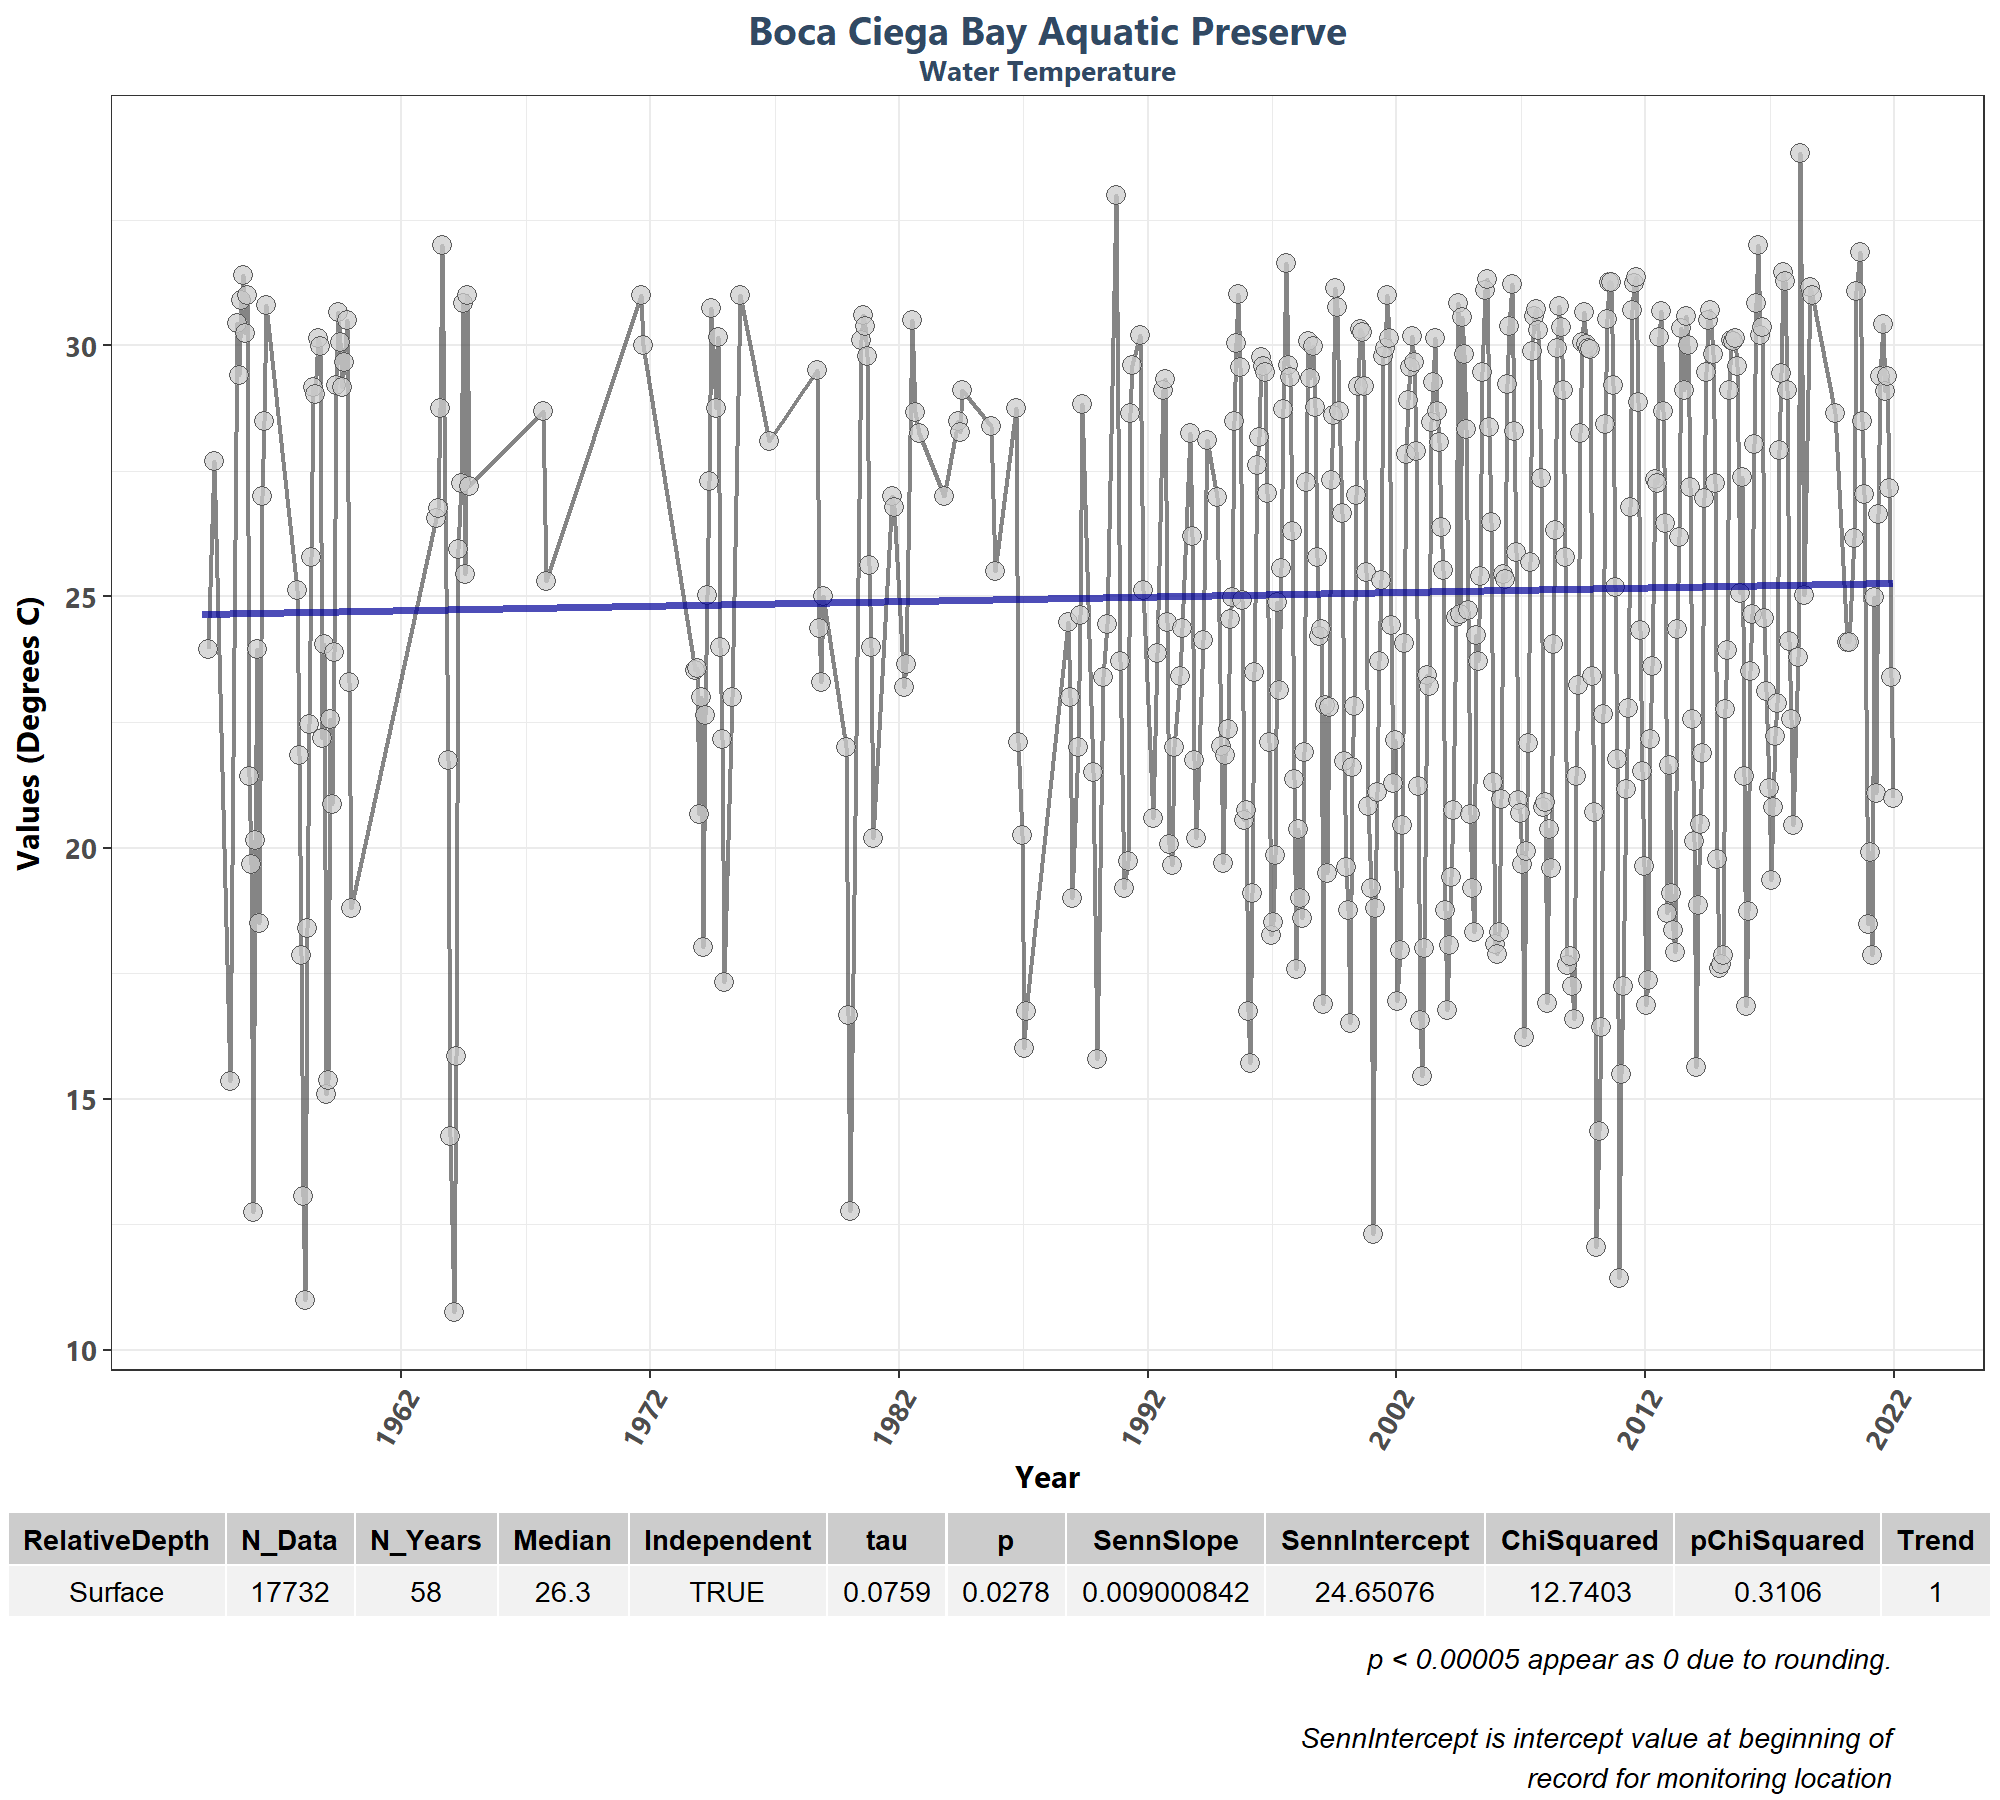 Boca Ciega Bay Aquatic Preserve
Water Temperature
Values (Degrees C)
30
25
20
15
10
1962 1972 1982 1992 2002 2012 2022
Year
RelativeDepth N_Data N_Years Median Independent tau p SennSlope SennIntercept ChiSquared pChiSquared Trend
Surface 17732 58 26.3 TRUE 0.0759 0.0278 0.009000842 24.65076 12.7403 0.3106 1
p < 0.00005 appear as 0 due to rounding.
SennIntercept is intercept value at beginning of
record for monitoring location